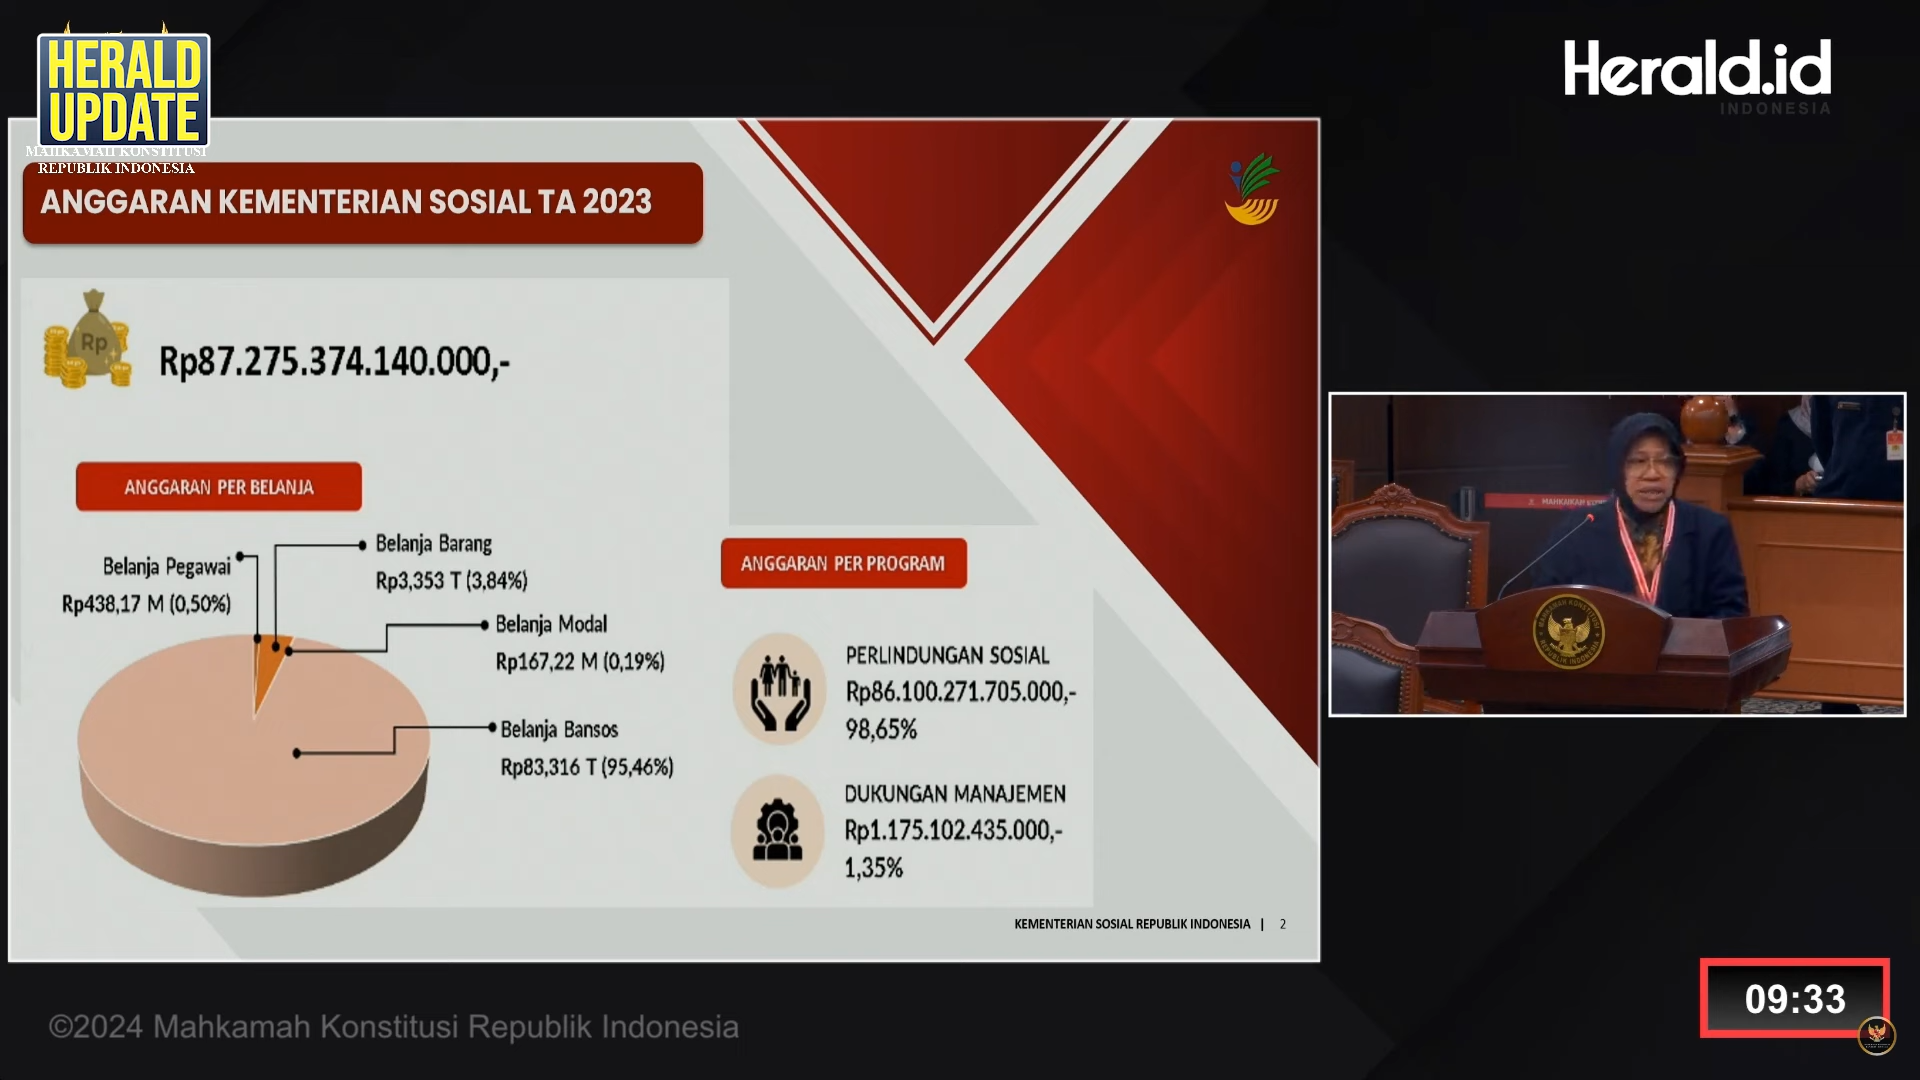 HERALD
UPDATE
MAHKAMAH KONSTITUSI
REPUBLIK INDONESIA
Herald.id
INDONESIA
ANGGARAN KEMENTERIAN SOSIAL TA 2023
Rp
Rp87.275.374.140.000,-
ANGGARAN PER BELANJA
Belanja Pegawai
Rp438,17 M (0,50%)
Belanja Barang
Rp3,353 T (3,84%)
Belanja Modal
Rp167,22 M (0,19%)
Belanja Bansos
Rp83,316 T (95,46%)
ANGGARAN PER PROGRAM
PERLINDUNGAN SOSIAL
Rp86.100.271.705.000,-
98,65%
DUKUNGAN MANAJEMEN
Rp1.175.102.435.000,-
1,35%
KEMENTERIAN SOSIAL REPUBLIK INDONESIA | 2
MAHKAMAH KONSTITUSI
REPUBLIK INDONESIA
09:33
©2024 Mahkamah Konstitusi Republik Indonesia